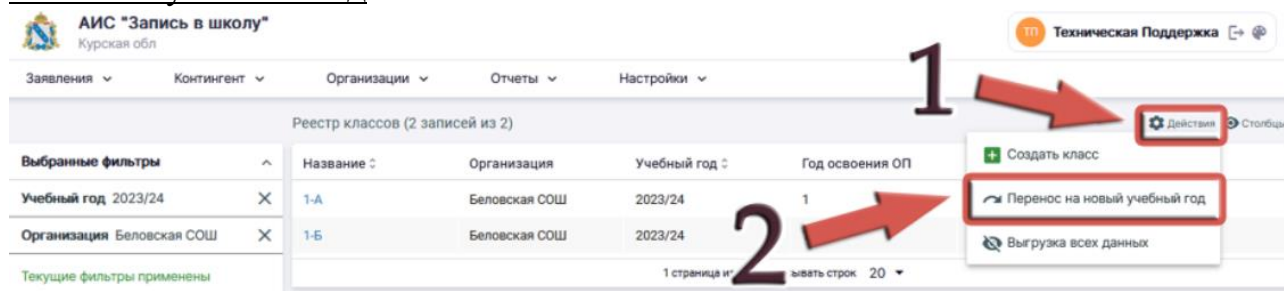 АИС "Запись в школу"
Курская обл
ТП Техническая Поддержка
Заявления Контингент Организации Отчеты Настройки
1
Реестр классов (2 записей из 2)
Действия Столбцы
Выбранные фильтры
Название Организация Учебный год Год освоения ОП
Создать класс
Учебный год 2023/24
1-А Беловская СОШ 2023/24 1
Перенос на новый учебный год
2
Организация Беловская СОШ
1-Б Беловская СОШ 2023/24
Выгрузка всех данных
Текущие фильтры применены
1 страница строк 20